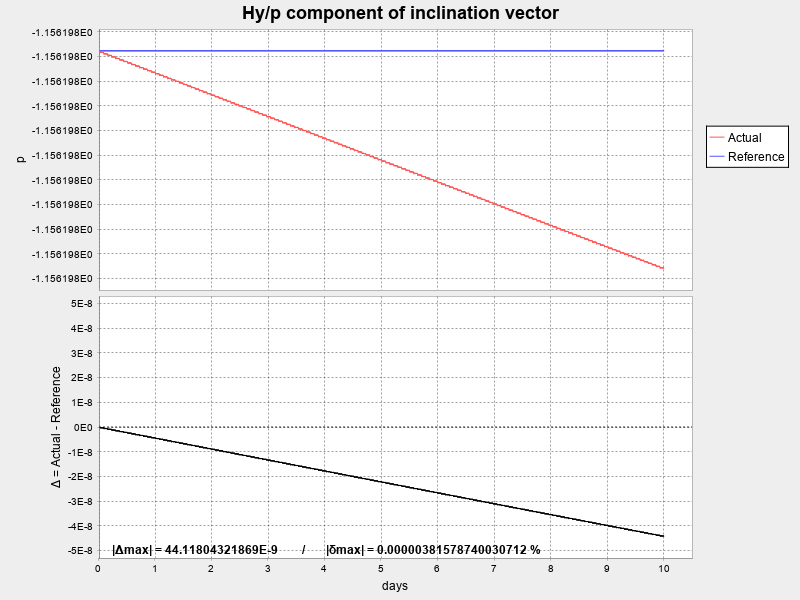 Hy/p component of inclination vector
-1.156198E0
-1.156198E0
-1.156198E0
-1.156198E0
-1.156198E0
-1.156198E0
-1.156198E0
-1.156198E0
-1.156198E0
-1.156198E0
-1.156198E0
p
Actual
Reference
5E-8
4E-8
3E-8
2E-8
1E-8
0E0
-1E-8
-2E-8
-3E-8
-4E-8
-5E-8
Δ = Actual - Reference
|Δmax| = 44.11804321869E-9 / |δmax| = 0.00000381578740030712 %
0 1 2 3 4 5 6 7 8 9 10
days